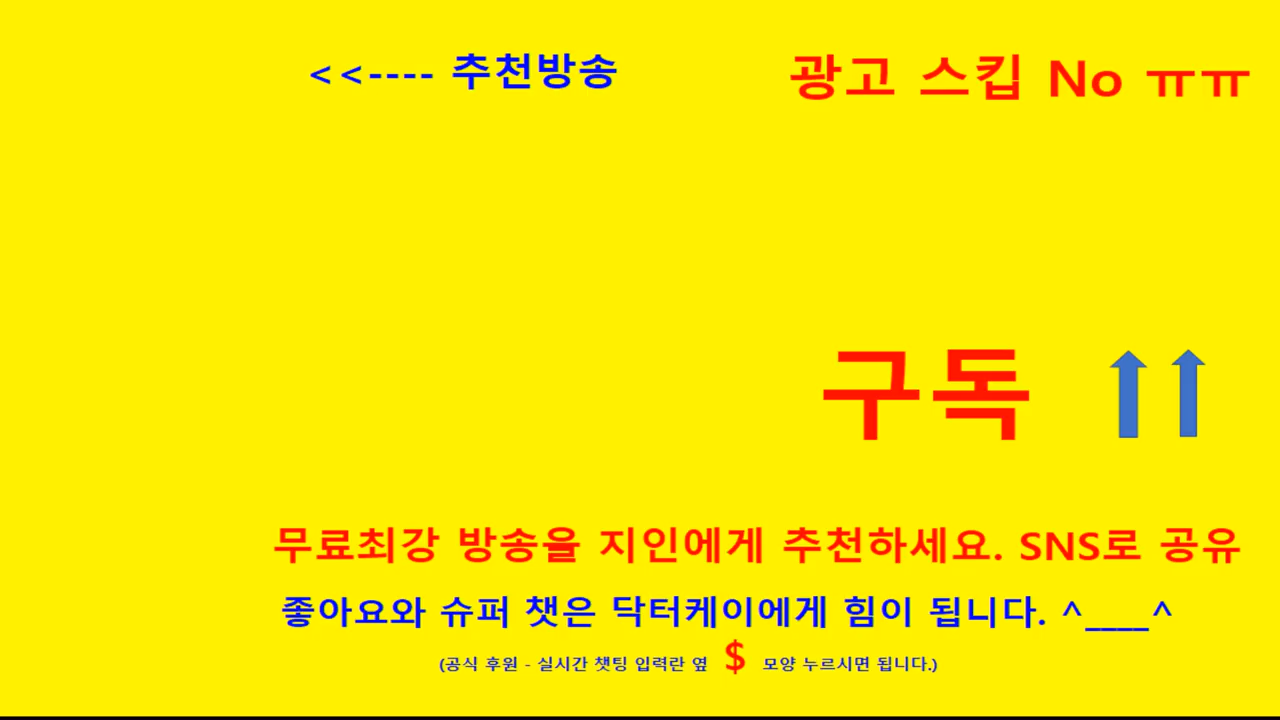 <<---- 추천방송
광고 스킵 No ㅠㅠ
구독
무료최강 방송을 지인에게 추천하세요. SNS로 공유
좋아요와 슈퍼 챗은 닥터케이에게 힘이 됩니다. ^____^
(공식 후원 - 실시간 챗팅 입력란 옆 $ 모양 누르시면 됩니다.)